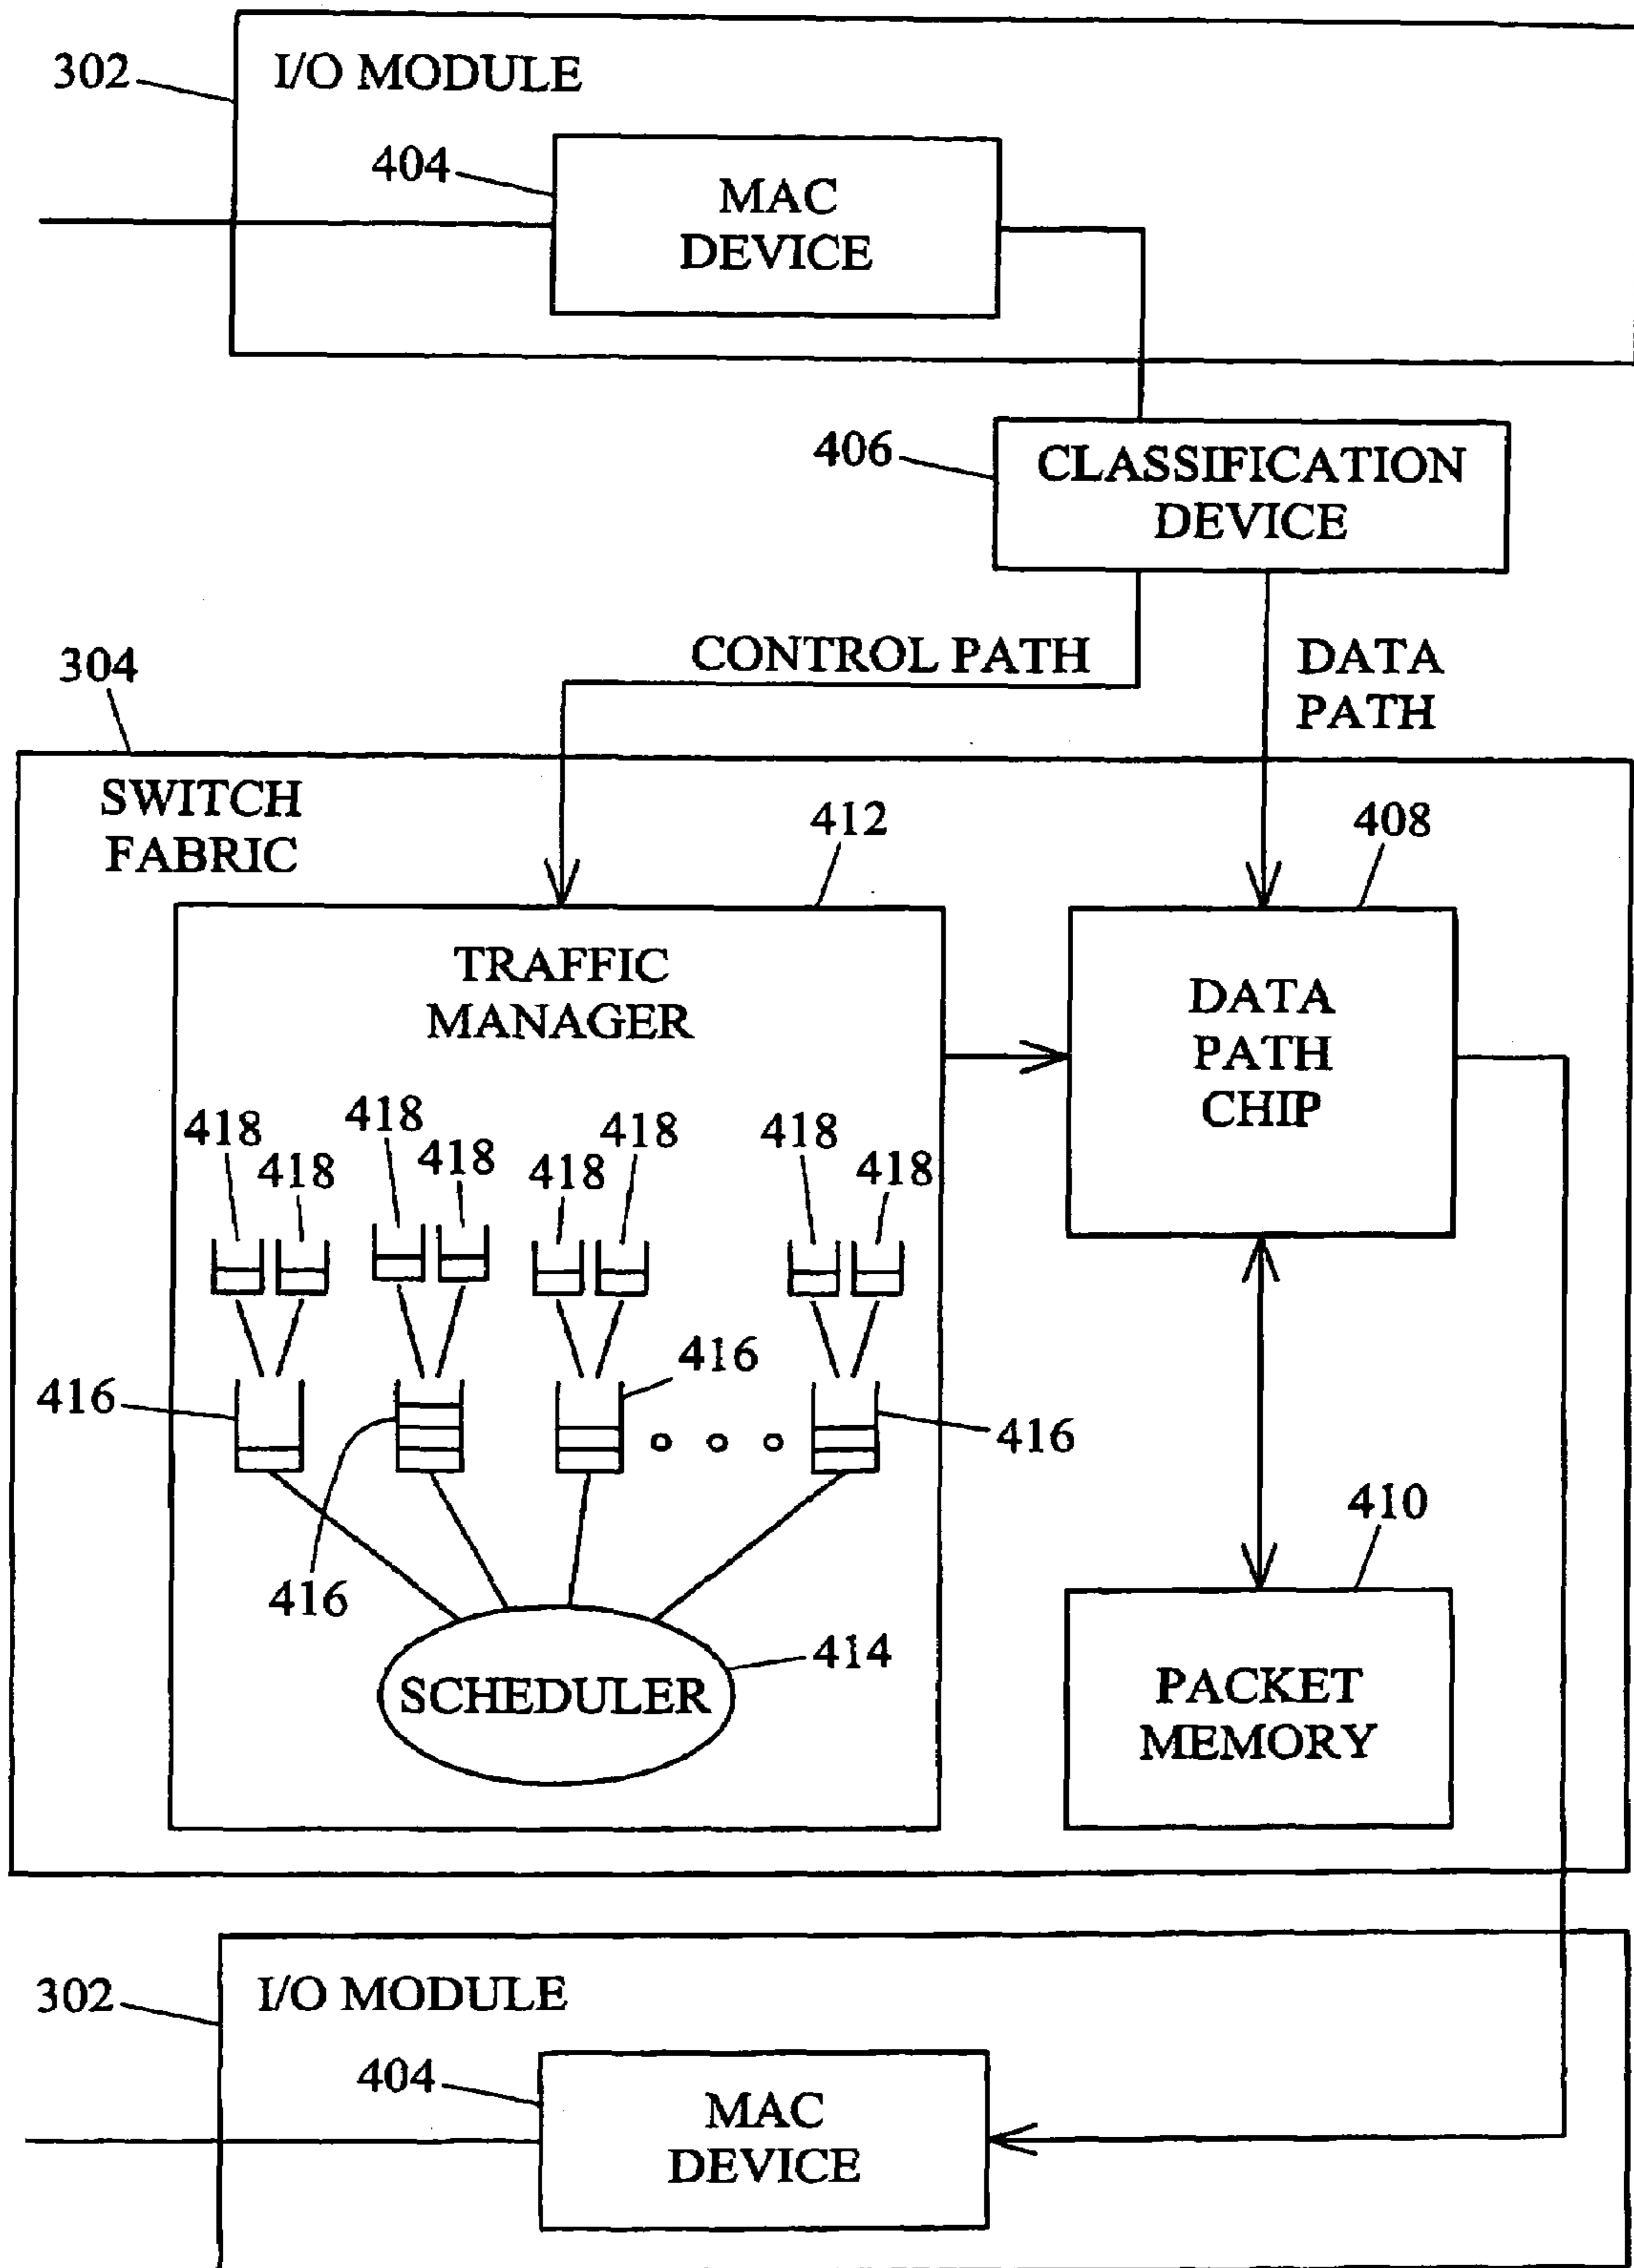 302
I/O MODULE
404
MAC
DEVICE
406
CLASSIFICATION
DEVICE
CONTROL PATH
DATA
PATH
304
SWITCH
FABRIC
412
408
TRAFFIC
MANAGER
DATA
PATH
CHIP
418
418
418
418
418
418
418
418
416
416
416
416
410
414
SCHEDULER
PACKET
MEMORY
302
I/O MODULE
404
MAC
DEVICE